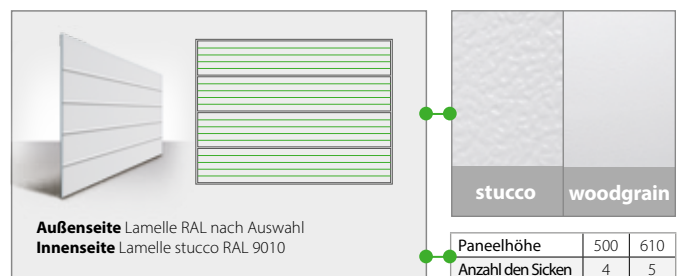 stucco woodgrain
Außenseite Lamelle RAL nach Auswahl
Innenseite Lamelle stucco RAL 9010
Paneelhöhe 500 610
Anzahl den Sicken 4 5